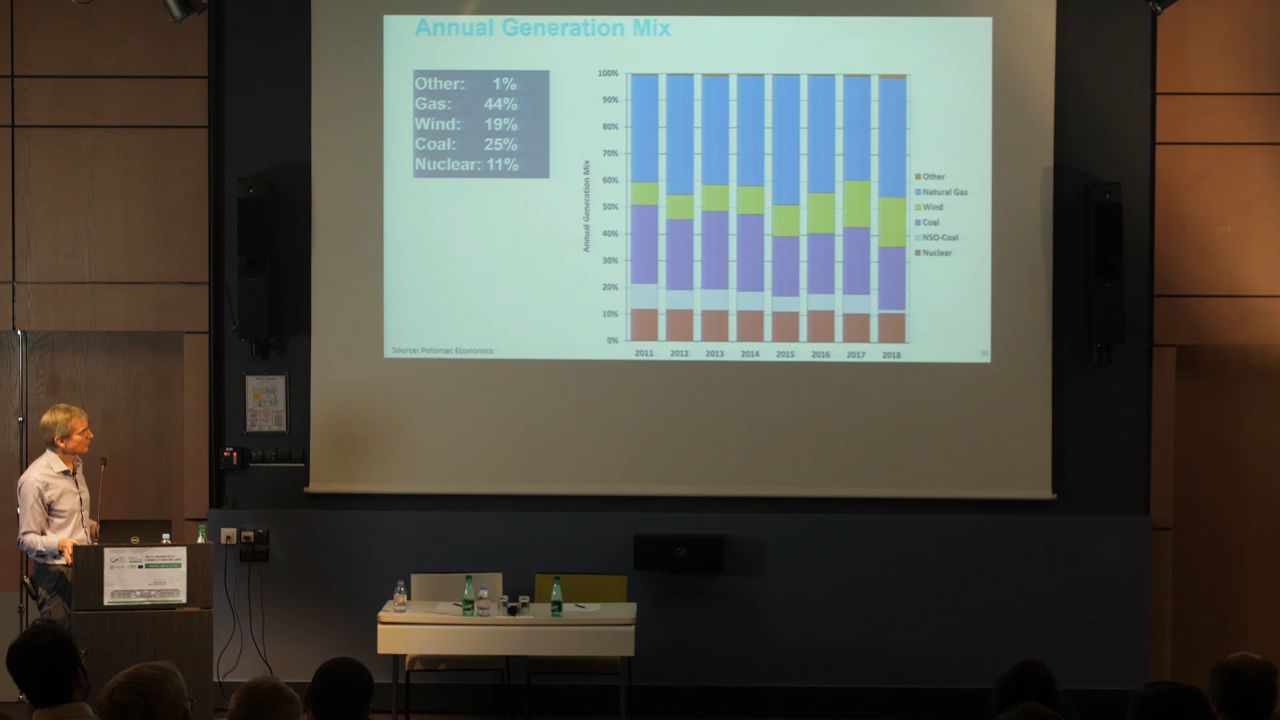 Annual Generation Mix
Other: 1%
Gas: 44%
Wind: 19%
Coal: 25%
Nuclear: 11%
100%
90%
80%
70%
60%
50%
40%
30%
20%
10%
0%
Annual Generation Mix
2011 2012 2013 2014 2015 2016 2017 2018
Other
Natural Gas
Wind
Coal
NSO-Coal
Nuclear
Source: Potomac Economics